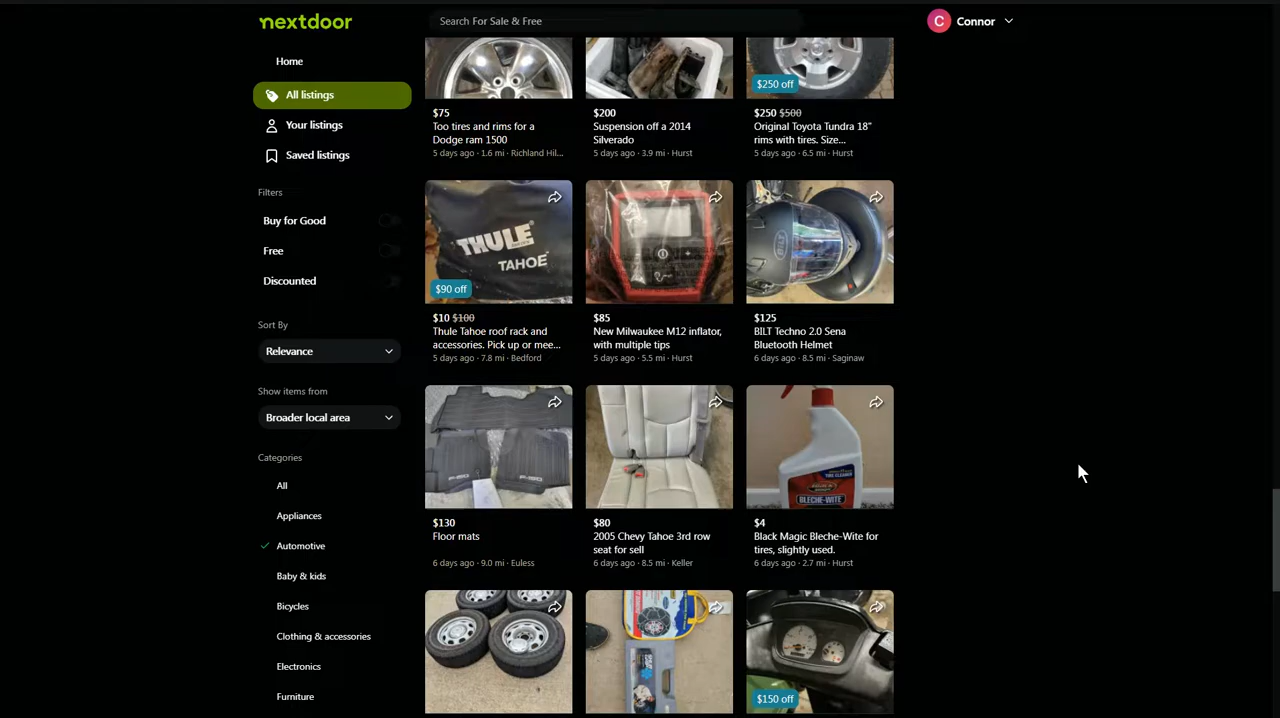 nextdoor
Search For Sale & Free
C Connor
Home
All listings
Your listings
Saved listings
Filters
Buy for Good
Free
Discounted
Sort By
Relevance
Show items from
Broader local area
Categories
All
Appliances
Automotive
Baby & kids
Bicycles
Clothing & accessories
Electronics
Furniture
$75
Too tires and rims for a
Dodge ram 1500
5 days ago · 1.6 mi · Richland Hil...
$200
Suspension off a 2014
Silverado
5 days ago · 3.9 mi · Hurst
$250 off
$250 $500
Original Toyota Tundra 18"
rims with tires. Size...
5 days ago · 6.5 mi · Hurst
THULE
TAHOE
$90 off
$10 $100
Thule Tahoe roof rack and
accessories. Pick up or mee...
5 days ago · 7.8 mi · Bedford
$85
New Milwaukee M12 inflator,
with multiple tips
5 days ago · 5.5 mi · Hurst
BILT
$125
BILT Techno 2.0 Sena
Bluetooth Helmet
6 days ago · 8.5 mi · Saginaw
F-150
F-150
$130
Floor mats
6 days ago · 9.0 mi · Euless
$80
2005 Chevy Tahoe 3rd row
seat for sell
6 days ago · 8.5 mi · Keller
TIRE CLEANER
BLECHE-WITE
$4
Black Magic Bleche-Wite for
tires, slightly used.
6 days ago · 2.7 mi · Hurst
$150 off